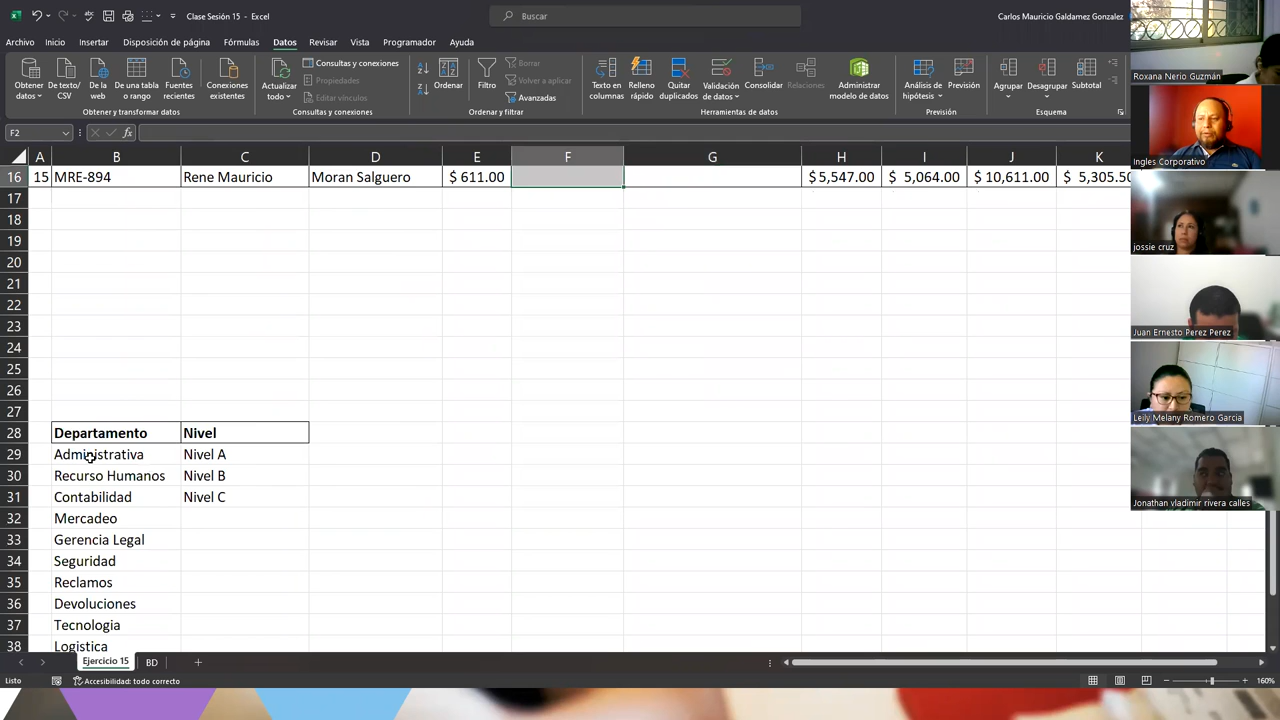 Clase Sesión 15 - Excel
Buscar
Carlos Mauricio Galdamez Gonzalez
Archivo Inicio Insertar Disposición de página Fórmulas Datos Revisar Vista Programador Ayuda
Obtener datos
De texto/CSV
De la web
De una tabla o rango
Fuentes recientes
Conexiones existentes
Obtener y transformar datos
Actualizar todo
Consultas y conexiones
Propiedades
Editar vínculos
Consultas y conexiones
Ordenar
Filtro
Borrar
Volver a aplicar
Avanzadas
Ordenar y filtrar
Texto en columnas
Relleno rápido
Quitar duplicados
Validación de datos
Consolidar
Relaciones
Administrar modelo de datos
Herramientas de datos
Análisis de hipótesis
Previsión
Previsión
Agrupar
Desagrupar
Subtotal
Esquema
F2
fx
A B C D E F G H I J K
16 15 MRE-894 Rene Mauricio Moran Salguero $ 611.00 $ 5,547.00 $ 5,064.00 $ 10,611.00 $ 5,305.50
17
18
19
20
21
22
23
24
25
26
27
28 Departamento Nivel
29 Administrativa Nivel A
30 Recurso Humanos Nivel B
31 Contabilidad Nivel C
32 Mercadeo
33 Gerencia Legal
34 Seguridad
35 Reclamos
36 Devoluciones
37 Tecnologia
38 Logistica
Ejercicio 15 BD
Listo Accesibilidad: todo correcto 160%
Roxana Nerio Guzmán
Ingles Corporativo
jossie cruz
Juan Ernesto Perez Perez
Leily Melany Romero Garcia
Jonathan vladimir rivera calles